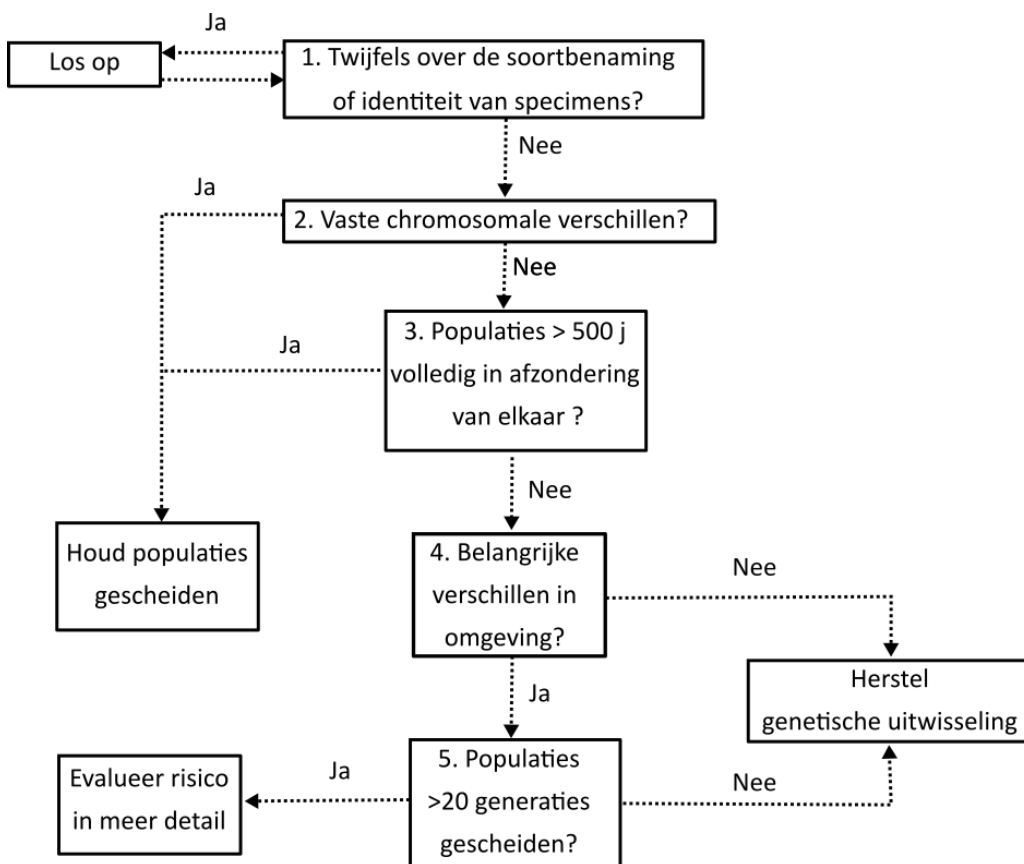 Ja
Los op
1. Twijfels over de soortbenaming
of identiteit van specimens?
Nee
Ja
2. Vaste chromosomale verschillen?
Nee
3. Populaties > 500 j
volledig in afzondering
van elkaar ?
Ja
Nee
Houd populaties
gescheiden
4. Belangrijke
verschillen in
omgeving?
Nee
Ja
Herstel
genetische uitwisseling
5. Populaties
>20 generaties
gescheiden?
Ja
Nee
Evalueer risico
in meer detail